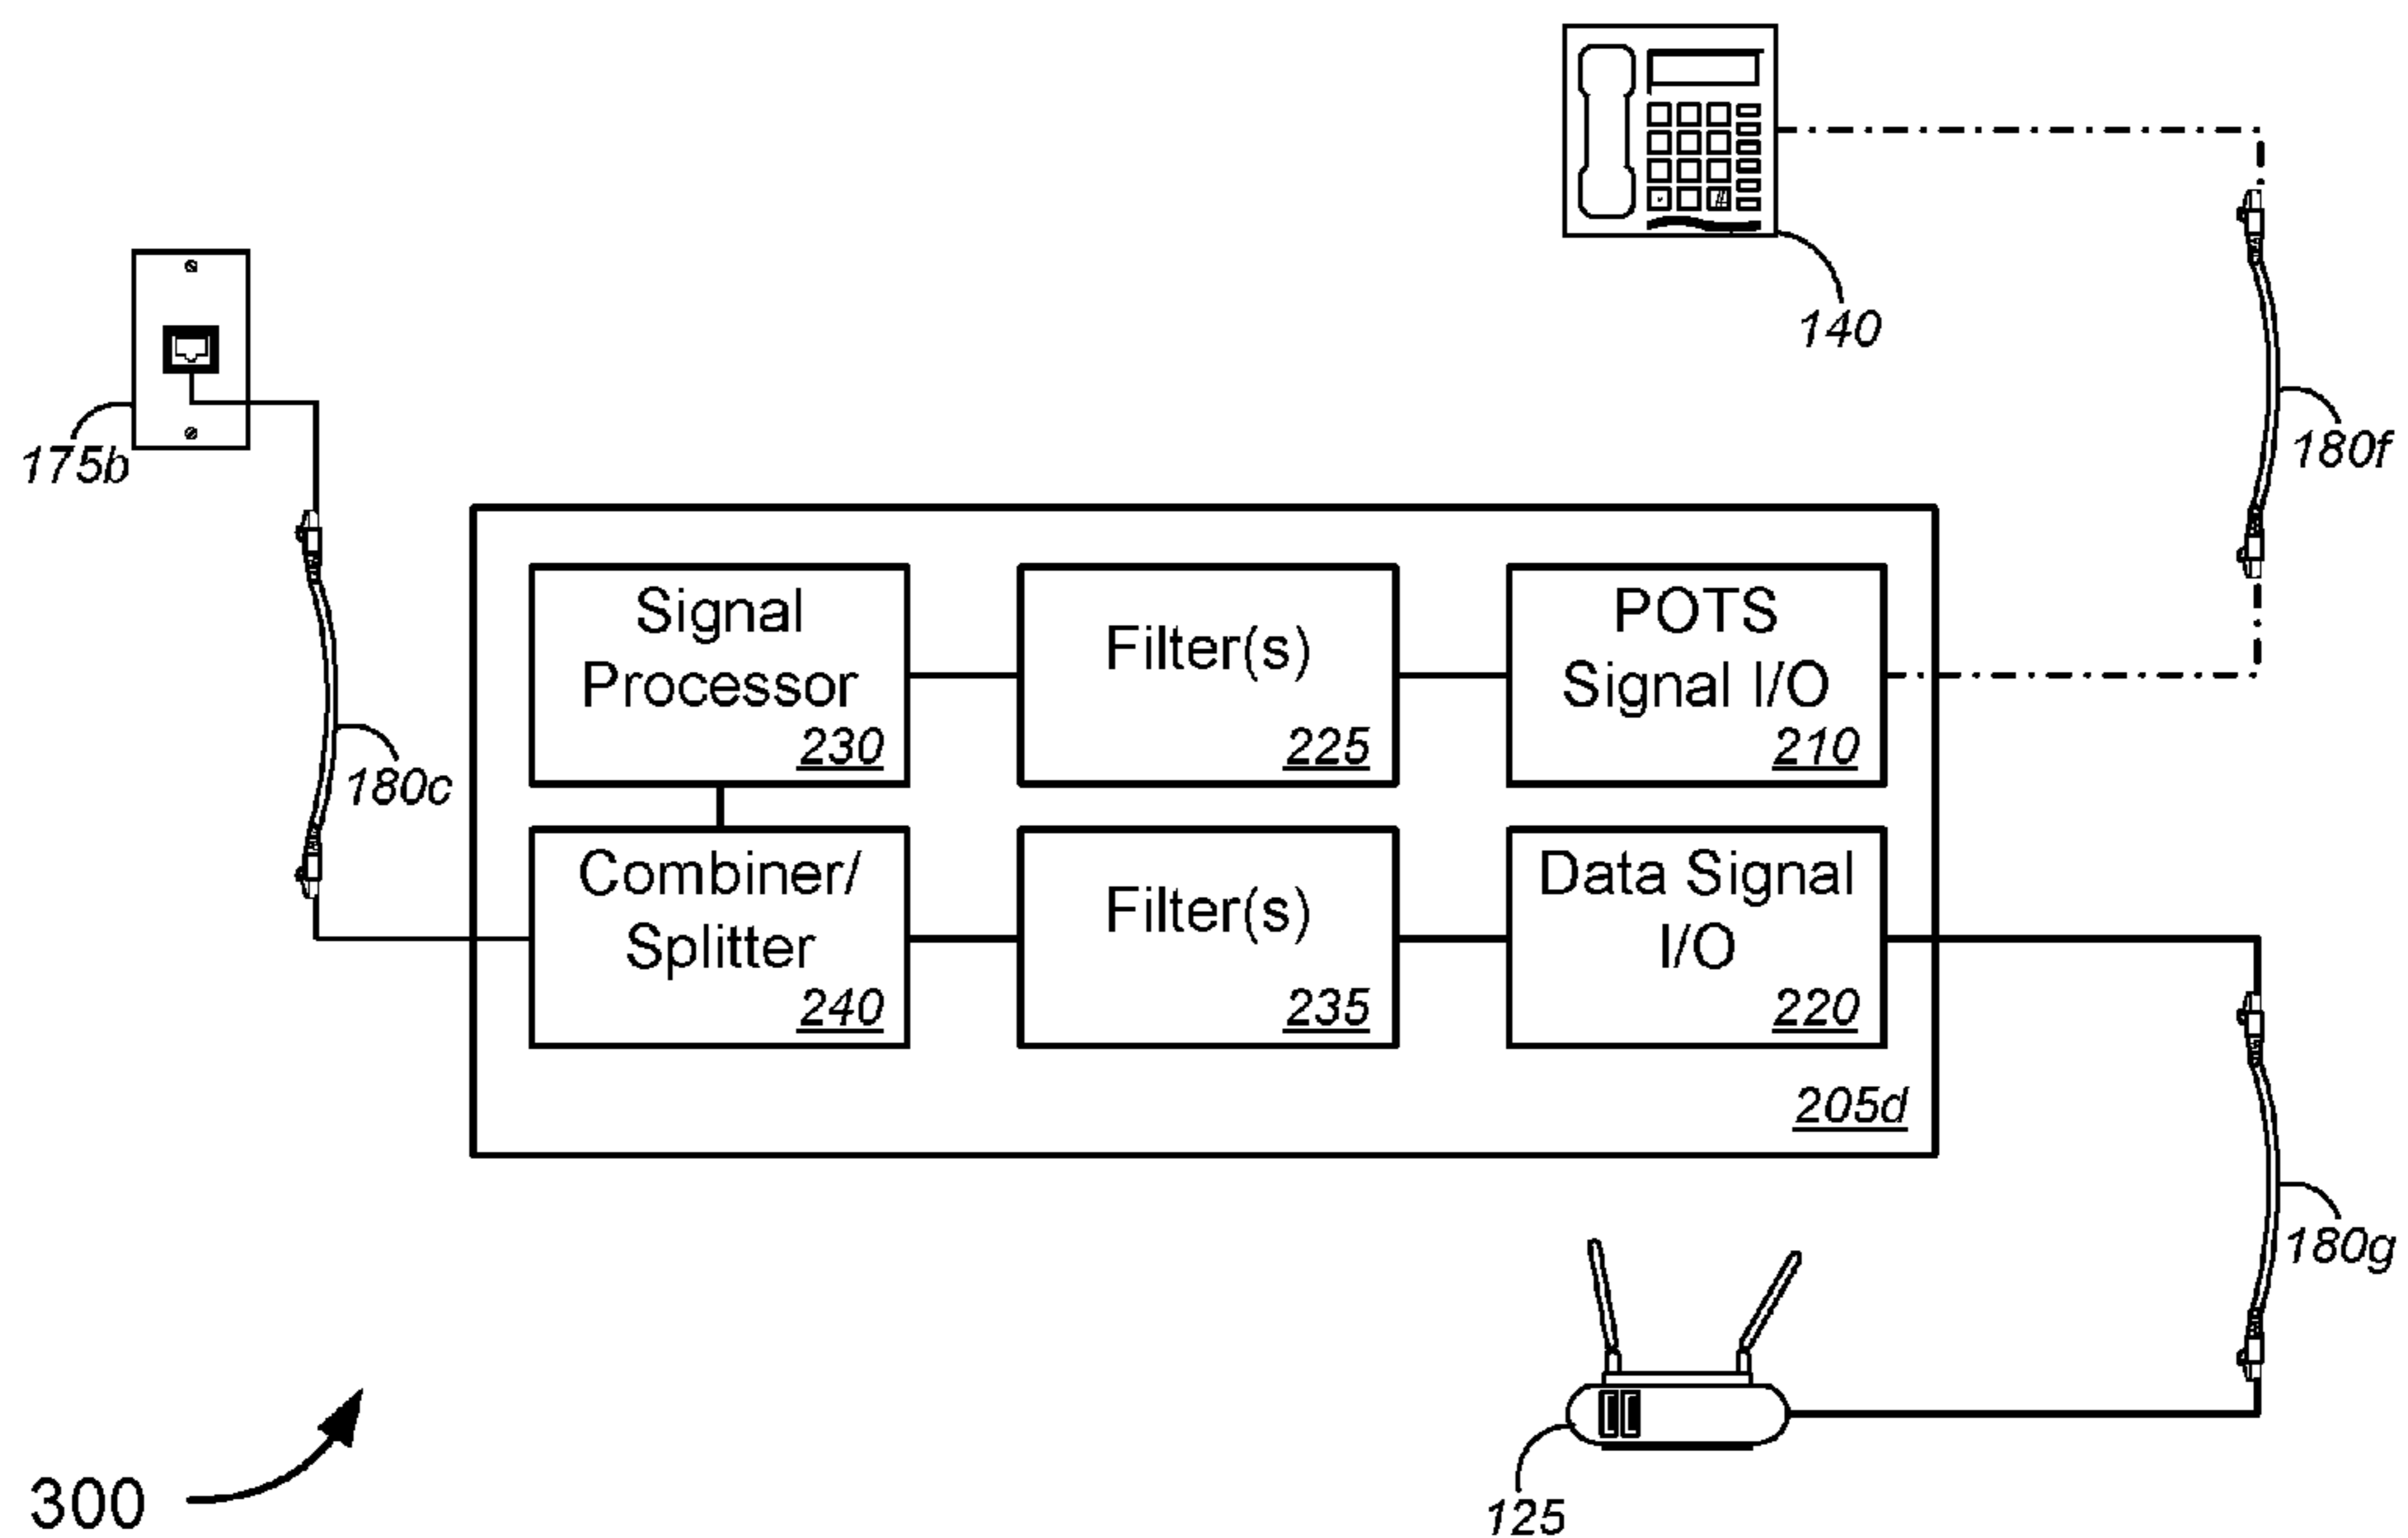 140
175b
180f
180c
Signal
Processor
230
Filter(s)
225
POTS
Signal I/O
210
Combiner/
Splitter
240
Filter(s)
235
Data Signal
I/O
220
205d
180g
125
300